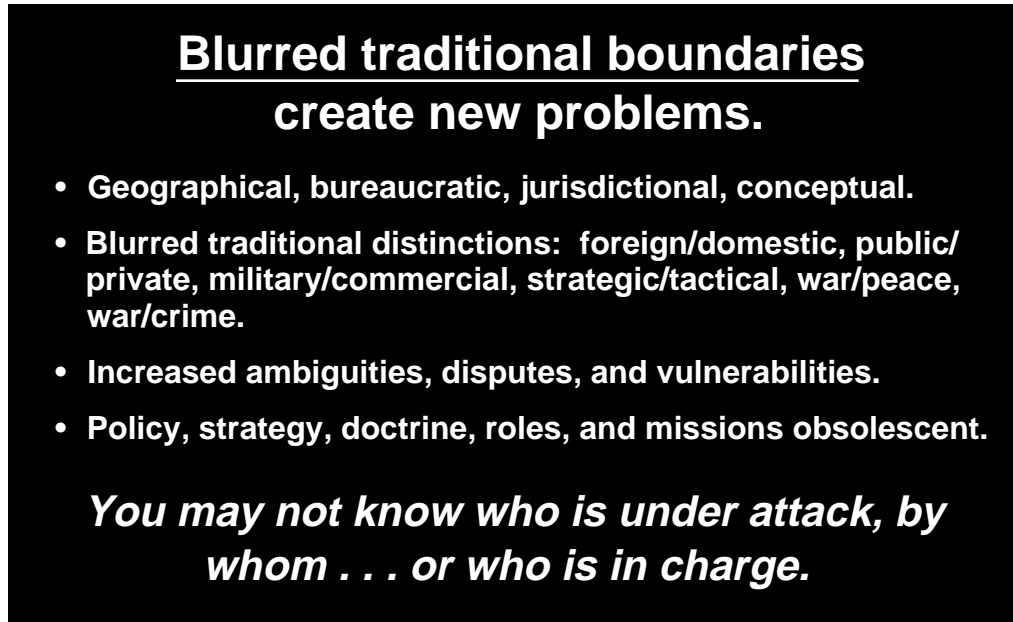 Blurred traditional boundaries
create new problems.
• Geographical, bureaucratic, jurisdictional, conceptual.
• Blurred traditional distinctions:  foreign/domestic, public/
private, military/commercial, strategic/tactical, war/peace,
war/crime.
• Increased ambiguities, disputes, and vulnerabilities.
• Policy, strategy, doctrine, roles, and missions obsolescent.
You may not know who is under attack, by
whom . . . or who is in charge.